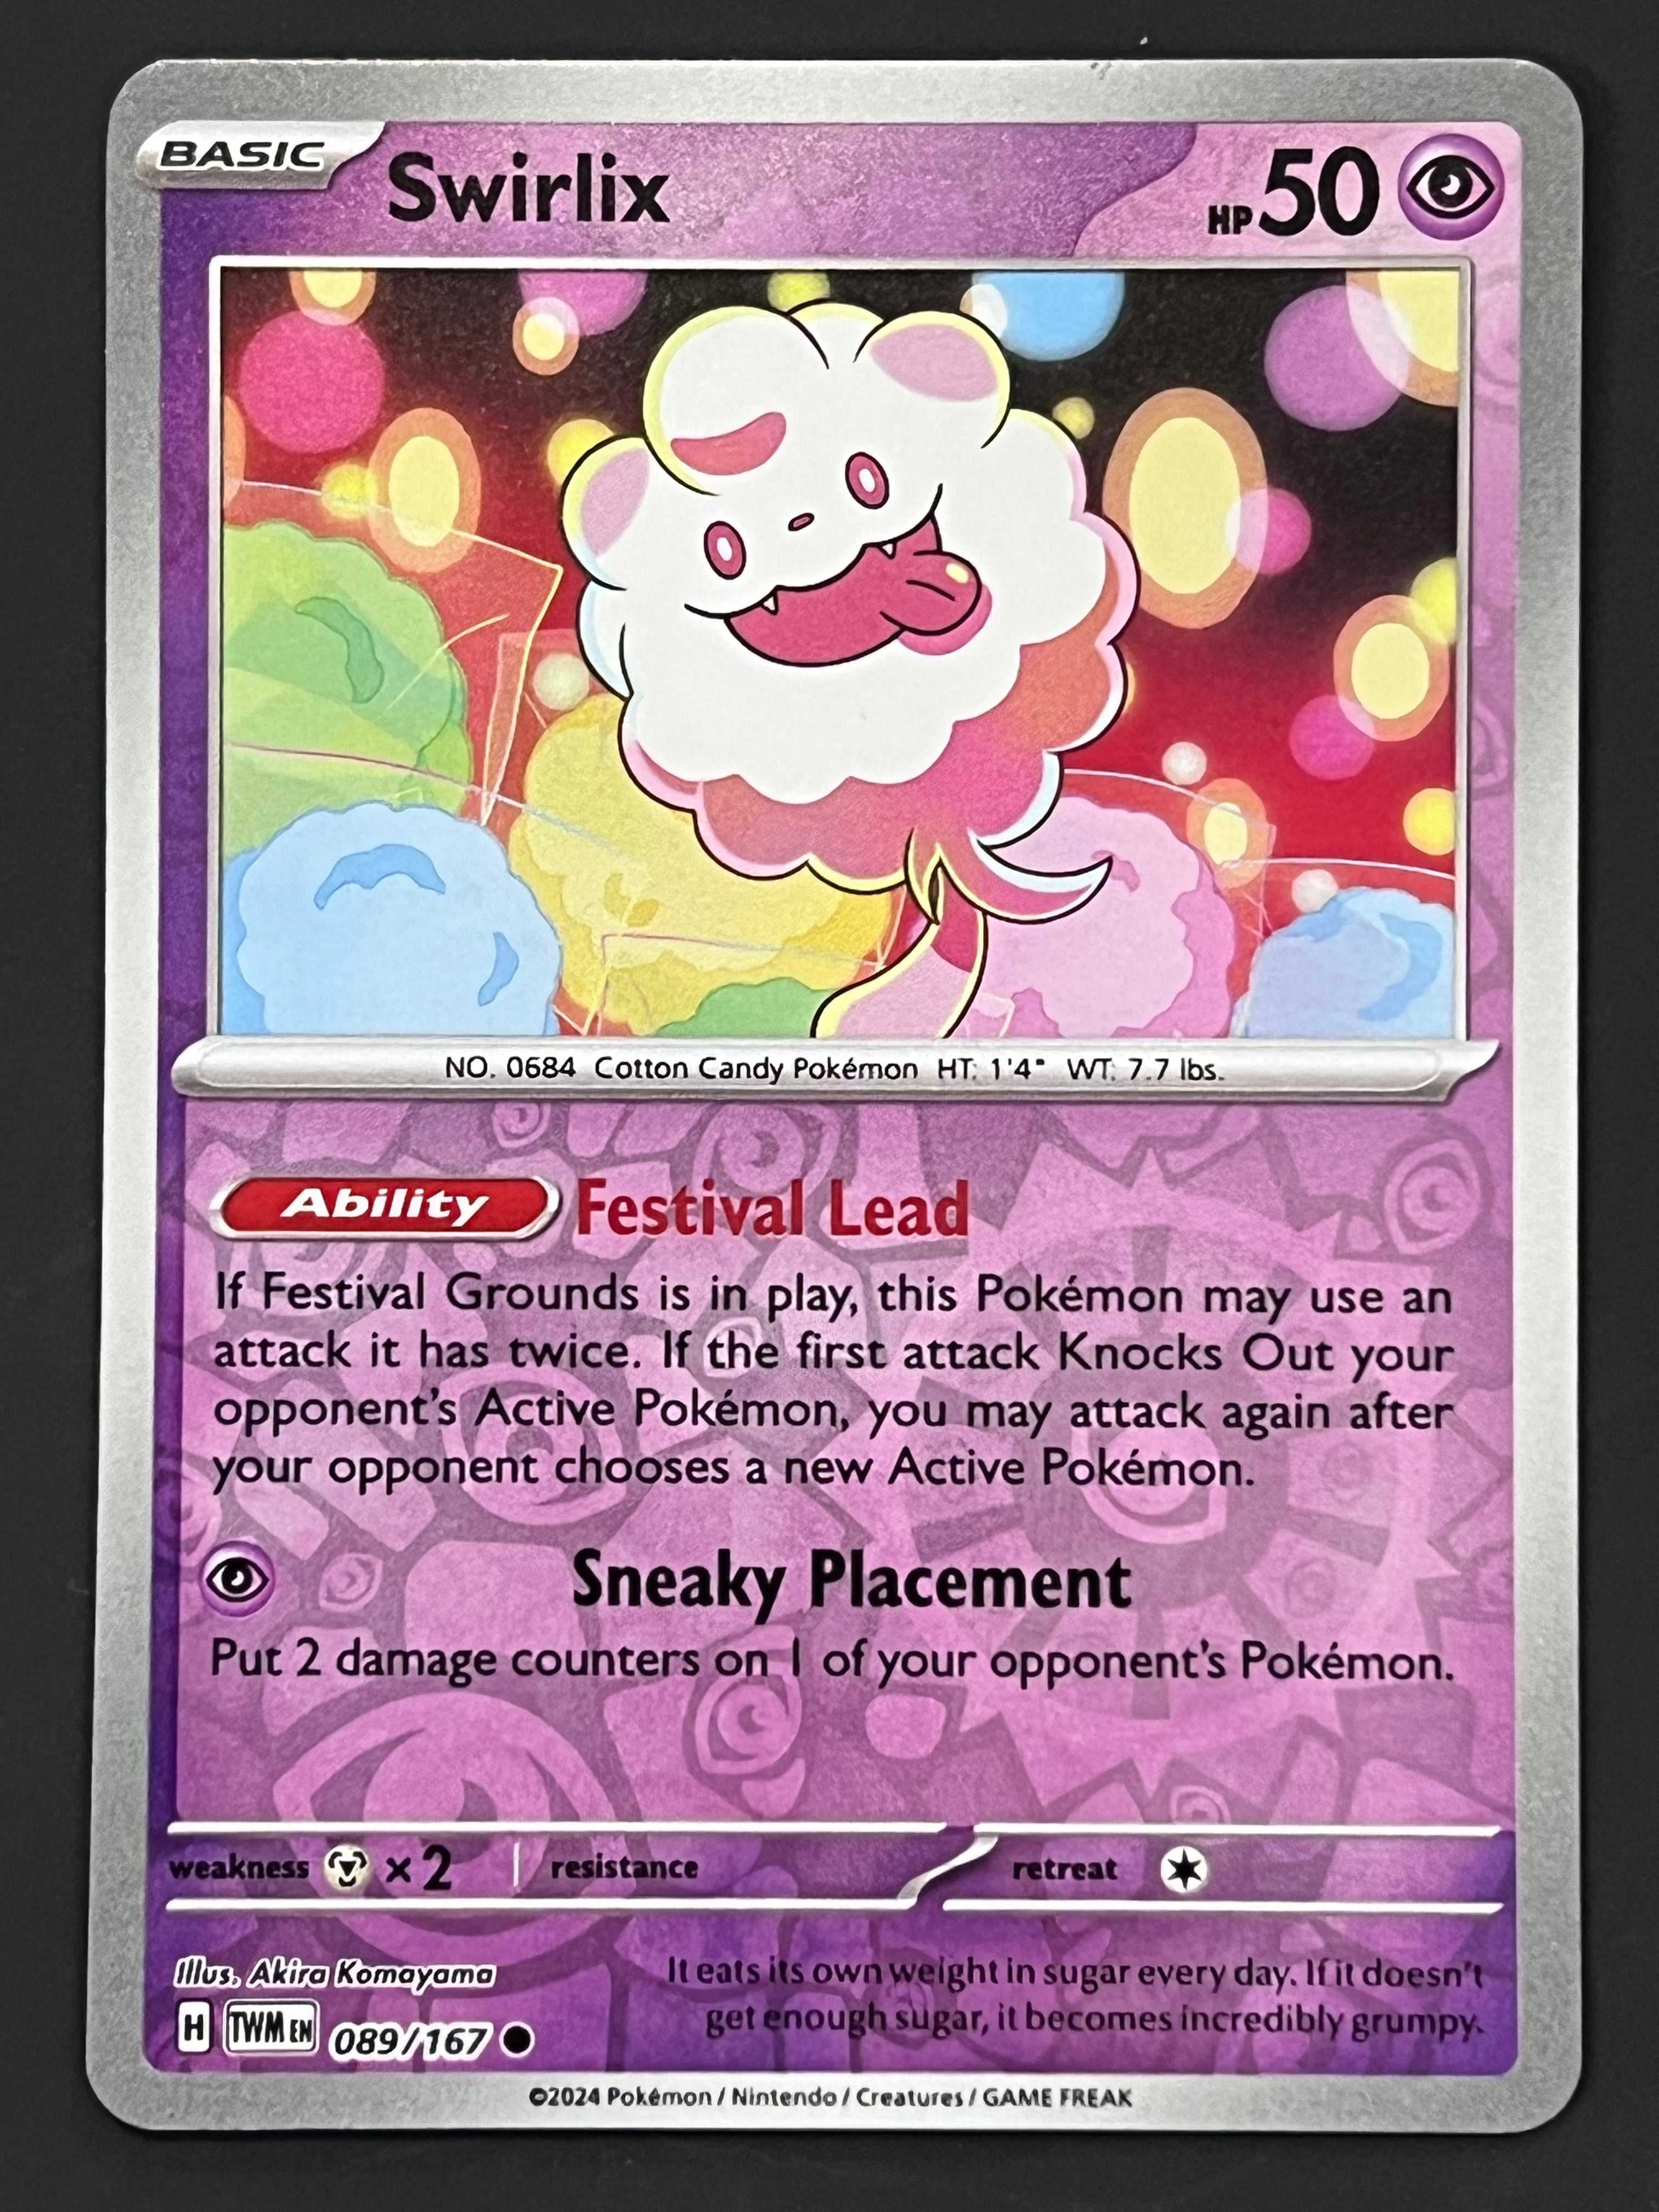 BASIC
Swirlix
HP 50
NO. 0684 Cotton Candy Pokémon HT: 1'4" WT: 7.7 lbs.
Ability Festival Lead
If Festival Grounds is in play, this Pokémon may use an
attack it has twice. If the first attack Knocks Out your
opponent's Active Pokémon, you may attack again after
your opponent chooses a new Active Pokémon.
Sneaky Placement
Put 2 damage counters on 1 of your opponent's Pokémon.
weakness ×2 resistance retreat
Illus. Akira Komayama
It eats its own weight in sugar every day. If it doesn't
get enough sugar, it becomes incredibly grumpy.
H TWM EN 089/167
©2024 Pokémon / Nintendo / Creatures / GAME FREAK